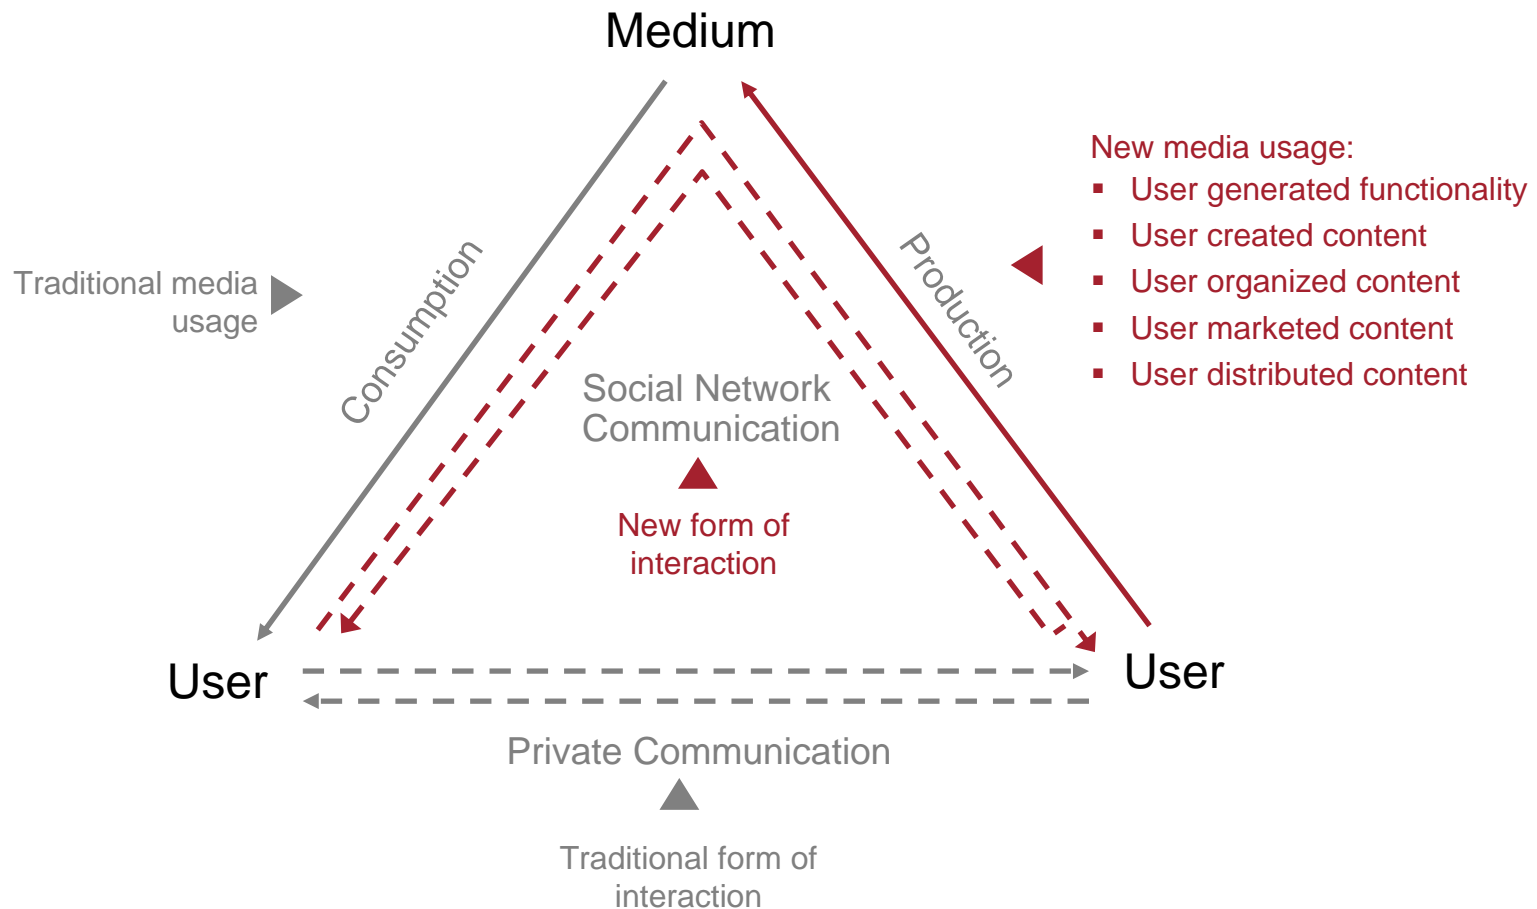 Medium
New media usage:
▪ User generated functionality
▪ User created content
▪ User organized content
▪ User marketed content
▪ User distributed content
Production
Consumption
Traditional media
usage
Social Network
Communication
New form of
interaction
User
User
Private Communication
Traditional form of
interaction